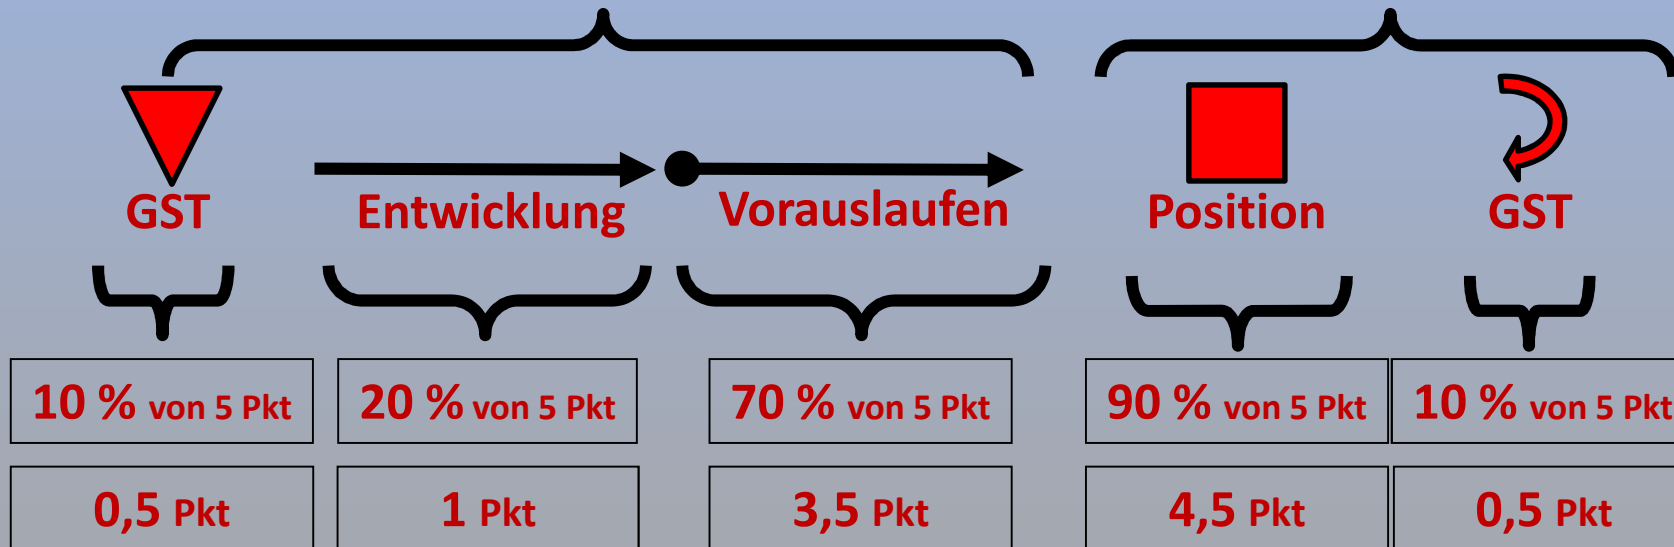 GST Entwicklung Vorauslaufen Position GST
10 % von 5 Pkt 20 % von 5 Pkt 70 % von 5 Pkt 90 % von 5 Pkt 10 % von 5 Pkt
0,5 Pkt 1 Pkt 3,5 Pkt 4,5 Pkt 0,5 Pkt